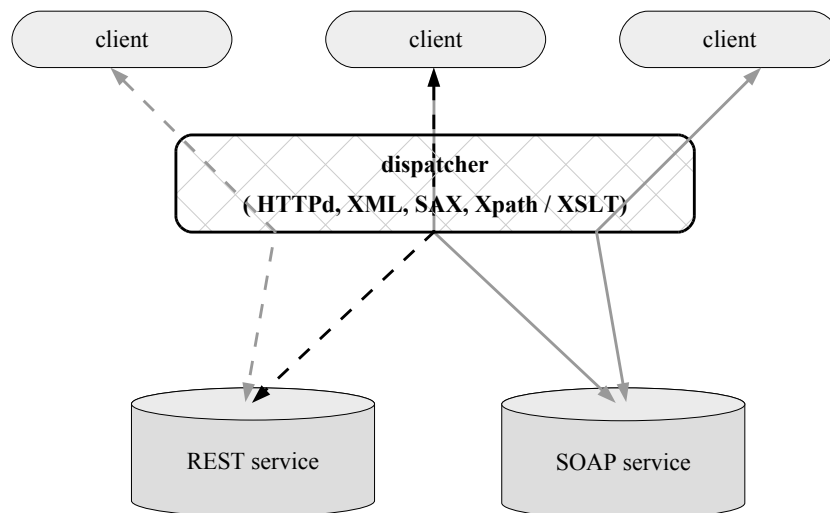 client
client
client
dispatcher
( HTTPd, XML, SAX, Xpath / XSLT)
REST service
SOAP service